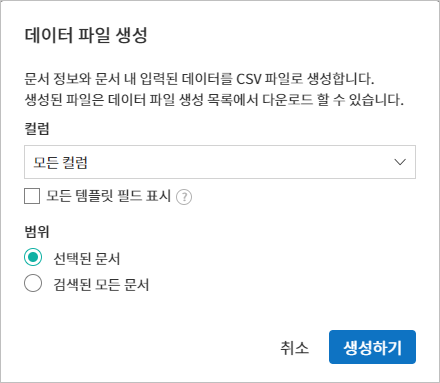 데이터 파일 생성
문서 정보와 문서 내 입력된 데이터를 CSV 파일로 생성합니다.
생성된 파일은 데이터 파일 생성 목록에서 다운로드 할 수 있습니다.
컬럼
모든 컬럼
모든 템플릿 필드 표시 ?
범위
선택된 문서
검색된 모든 문서
취소 생성하기